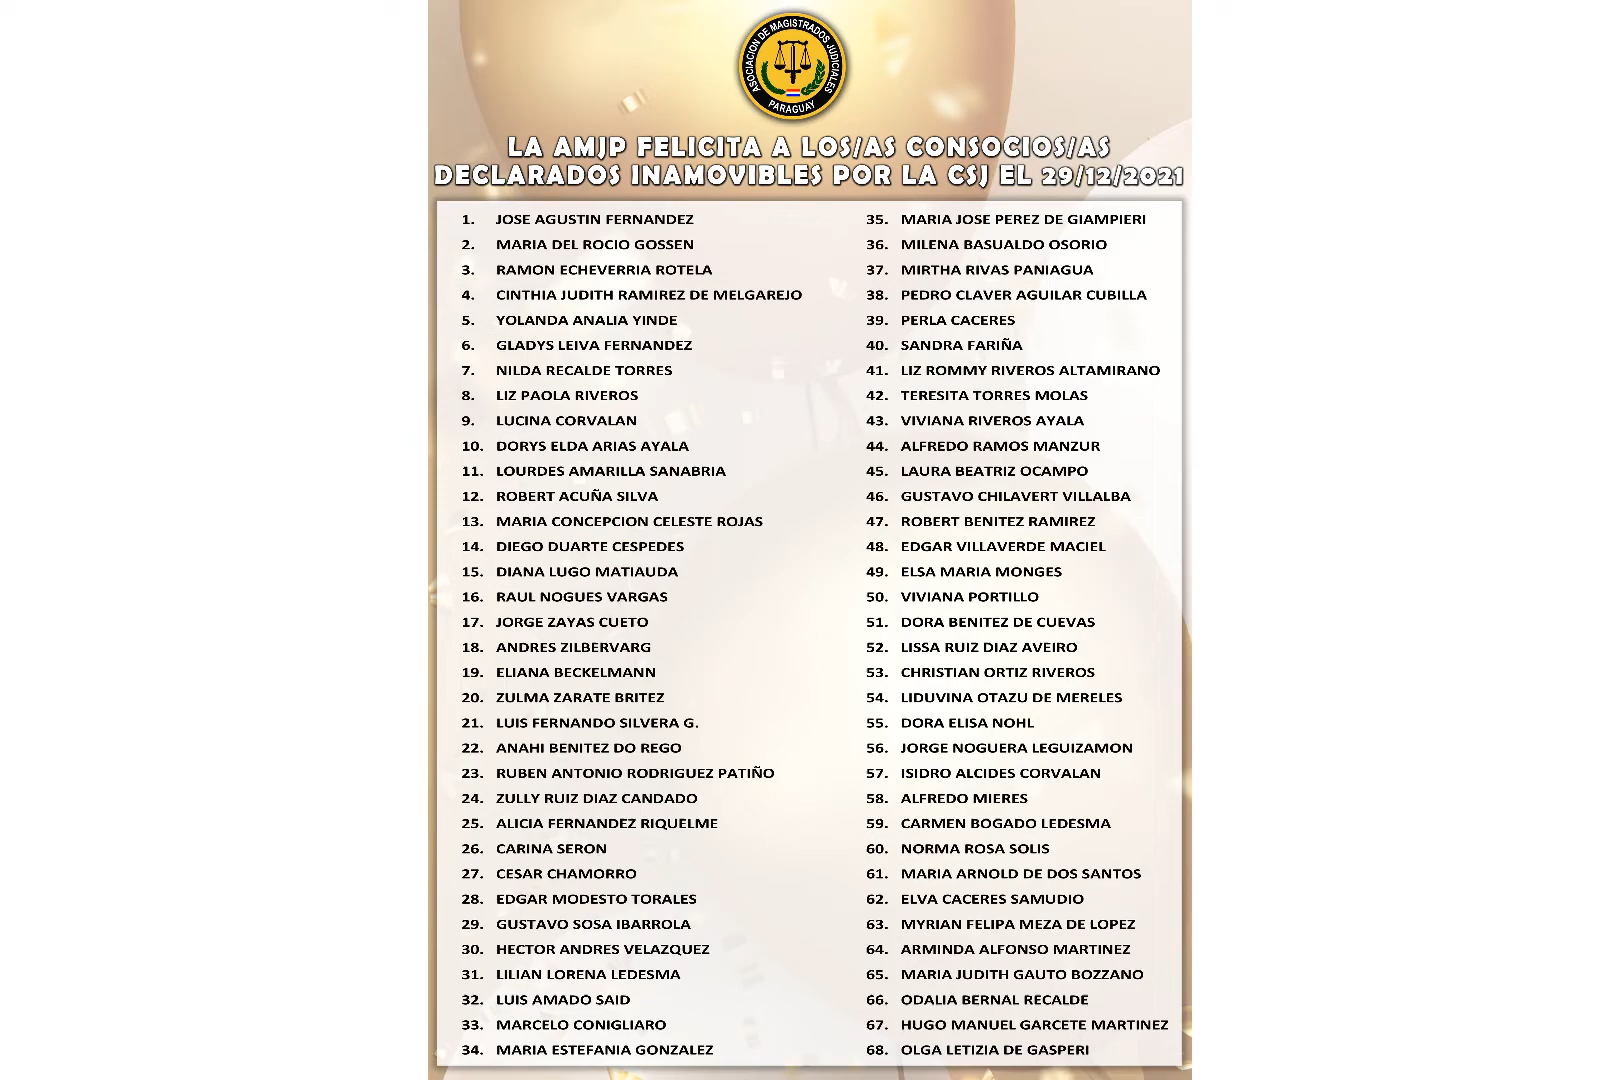 ASOCIACION DE MAGISTRADOS JUDICIALES
PARAGUAY
LA AMJP FELICITA A LOS/AS CONSOCIOS/AS
DECLARADOS INAMOVIBLES POR LA CSJ EL 29/12/2021
1. JOSE AGUSTIN FERNANDEZ
2. MARIA DEL ROCIO GOSSEN
3. RAMON ECHEVERRIA ROTELA
4. CINTHIA JUDITH RAMIREZ DE MELGAREJO
5. YOLANDA ANALIA YINDE
6. GLADYS LEIVA FERNANDEZ
7. NILDA RECALDE TORRES
8. LIZ PAOLA RIVEROS
9. LUCINA CORVALAN
10. DORYS ELDA ARIAS AYALA
11. LOURDES AMARILLA SANABRIA
12. ROBERT ACUÑA SILVA
13. MARIA CONCEPCION CELESTE ROJAS
14. DIEGO DUARTE CESPEDES
15. DIANA LUGO MATIAUDA
16. RAUL NOGUES VARGAS
17. JORGE ZAYAS CUETO
18. ANDRES ZILBERVARG
19. ELIANA BECKELMANN
20. ZULMA ZARATE BRITEZ
21. LUIS FERNANDO SILVERA G.
22. ANAHI BENITEZ DO REGO
23. RUBEN ANTONIO RODRIGUEZ PATIÑO
24. ZULLY RUIZ DIAZ CANDADO
25. ALICIA FERNANDEZ RIQUELME
26. CARINA SERON
27. CESAR CHAMORRO
28. EDGAR MODESTO TORALES
29. GUSTAVO SOSA IBARROLA
30. HECTOR ANDRES VELAZQUEZ
31. LILIAN LORENA LEDESMA
32. LUIS AMADO SAID
33. MARCELO CONIGLIARO
34. MARIA ESTEFANIA GONZALEZ
35. MARIA JOSE PEREZ DE GIAMPIERI
36. MILENA BASUALDO OSORIO
37. MIRTHA RIVAS PANIAGUA
38. PEDRO CLAVER AGUILAR CUBILLA
39. PERLA CACERES
40. SANDRA FARIÑA
41. LIZ ROMMY RIVEROS ALTAMIRANO
42. TERESITA TORRES MOLAS
43. VIVIANA RIVEROS AYALA
44. ALFREDO RAMOS MANZUR
45. LAURA BEATRIZ OCAMPO
46. GUSTAVO CHILAVERT VILLALBA
47. ROBERT BENITEZ RAMIREZ
48. EDGAR VILLAVERDE MACIEL
49. ELSA MARIA MONGES
50. VIVIANA PORTILLO
51. DORA BENITEZ DE CUEVAS
52. LISSA RUIZ DIAZ AVEIRO
53. CHRISTIAN ORTIZ RIVEROS
54. LIDUVINA OTAZU DE MERELES
55. DORA ELISA NOHL
56. JORGE NOGUERA LEGUIZAMON
57. ISIDRO ALCIDES CORVALAN
58. ALFREDO MIERES
59. CARMEN BOGADO LEDESMA
60. NORMA ROSA SOLIS
61. MARIA ARNOLD DE DOS SANTOS
62. ELVA CACERES SAMUDIO
63. MYRIAN FELIPA MEZA DE LOPEZ
64. ARMINDA ALFONSO MARTINEZ
65. MARIA JUDITH GAUTO BOZZANO
66. ODALIA BERNAL RECALDE
67. HUGO MANUEL GARCETE MARTINEZ
68. OLGA LETIZIA DE GASPERI